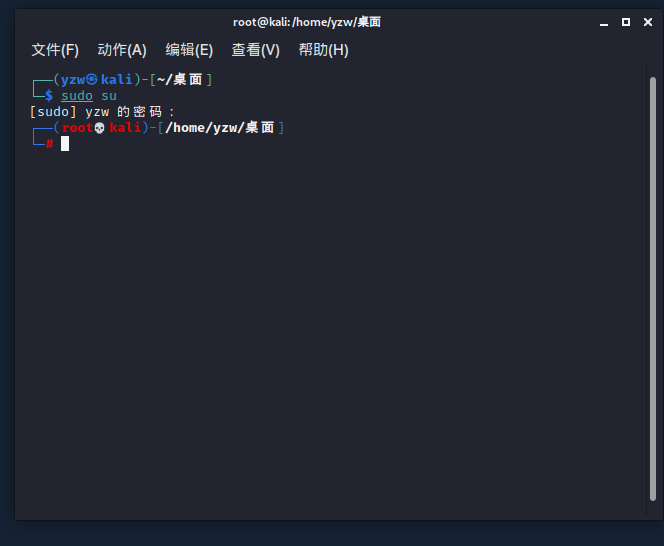 root@kali: /home/yzw/桌面
文件(F) 动作(A) 编辑(E) 查看(V) 帮助(H)
┌──(yzw㉿kali)-[~/桌面]
└─$ sudo su
[sudo] yzw 的密码：
┌──(root💀kali)-[/home/yzw/桌面]
└─#